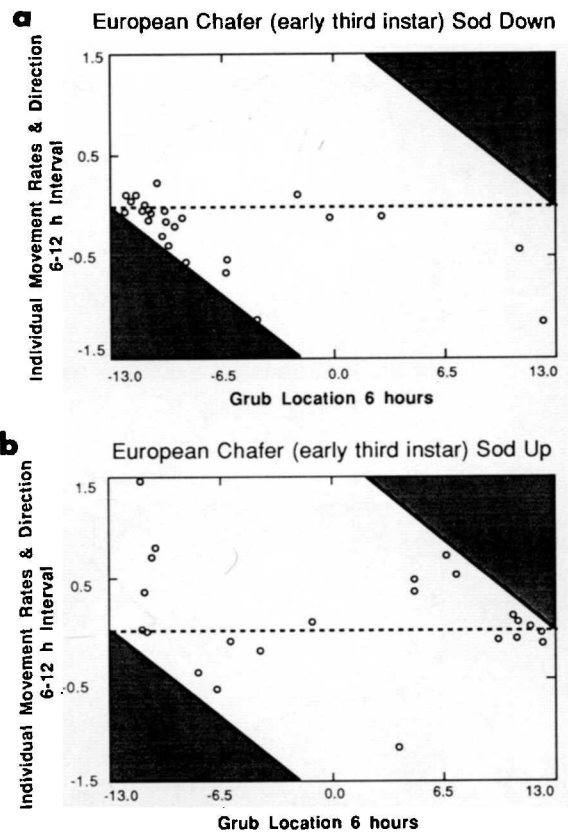 a
European Chafer (early third instar) Sod Down
Individual Movement Rates & Direction
6-12 h Interval
1.5
0.5
-0.5
-1.5
-13.0 -6.5 0.0 6.5 13.0
Grub Location 6 hours
b
European Chafer (early third instar) Sod Up
Individual Movement Rates & Direction
6-12 h Interval
1.5
0.5
-0.5
-1.5
-13.0 -6.5 0.0 6.5 13.0
Grub Location 6 hours